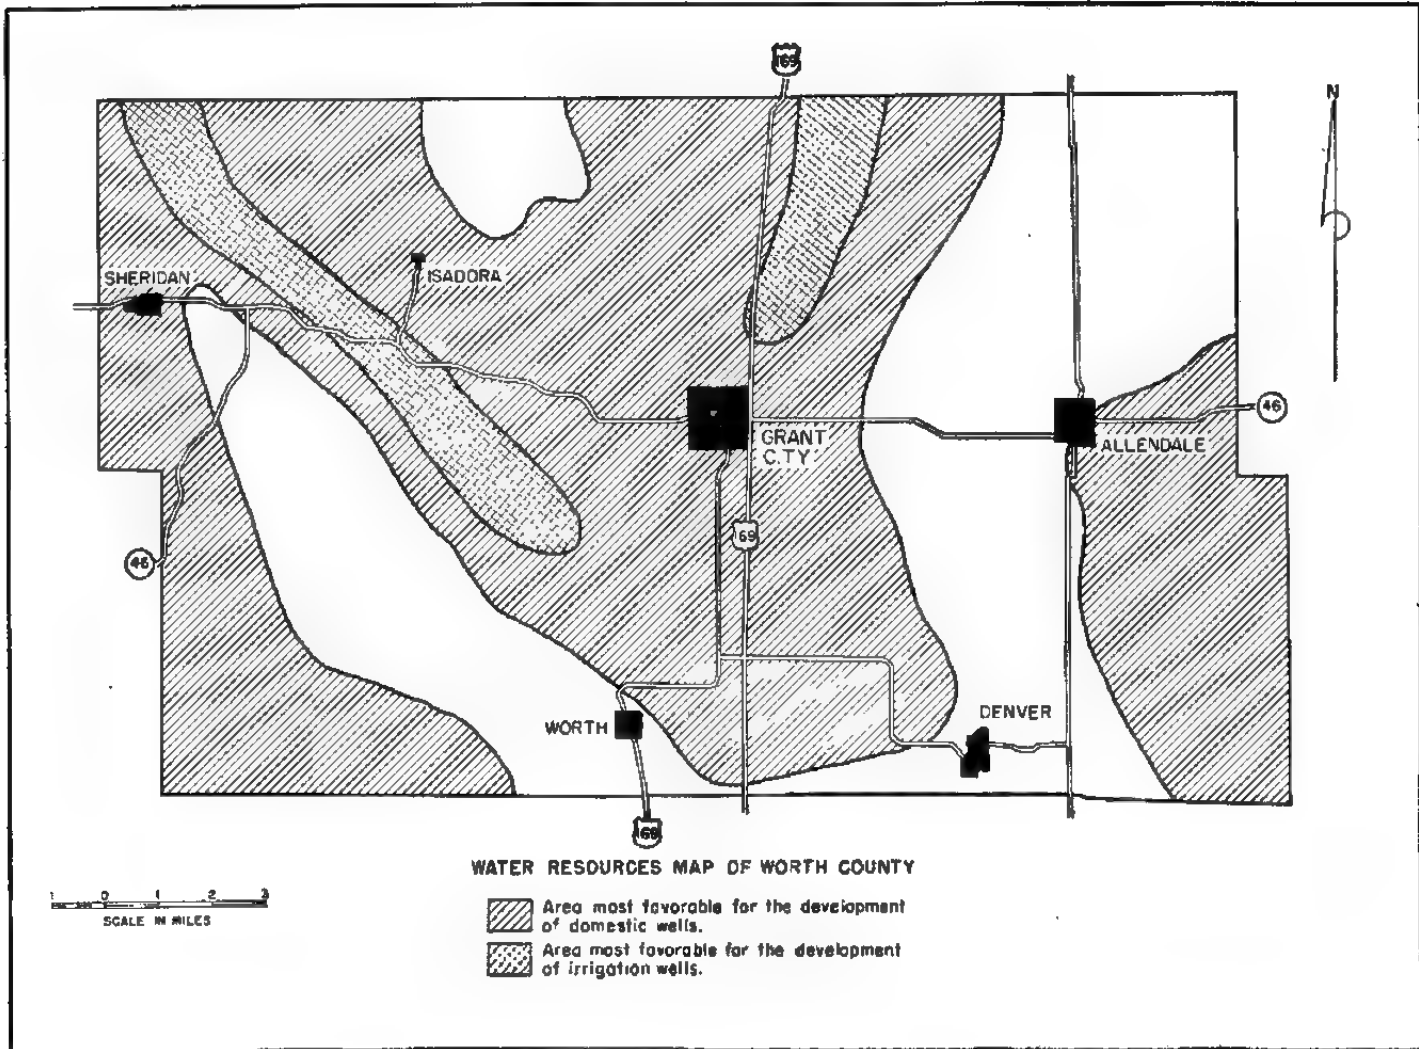 169
N
SHERIDAN
ISADORA
46
GRANT
C.TY
ALLENDALE
169
46
DENVER
WORTH
169
WATER RESOURCES MAP OF WORTH COUNTY
1 0 1 2 3
SCALE IN MILES
Area most favorable for the development
of domestic wells.
Area most favorable for the development
of irrigation wells.